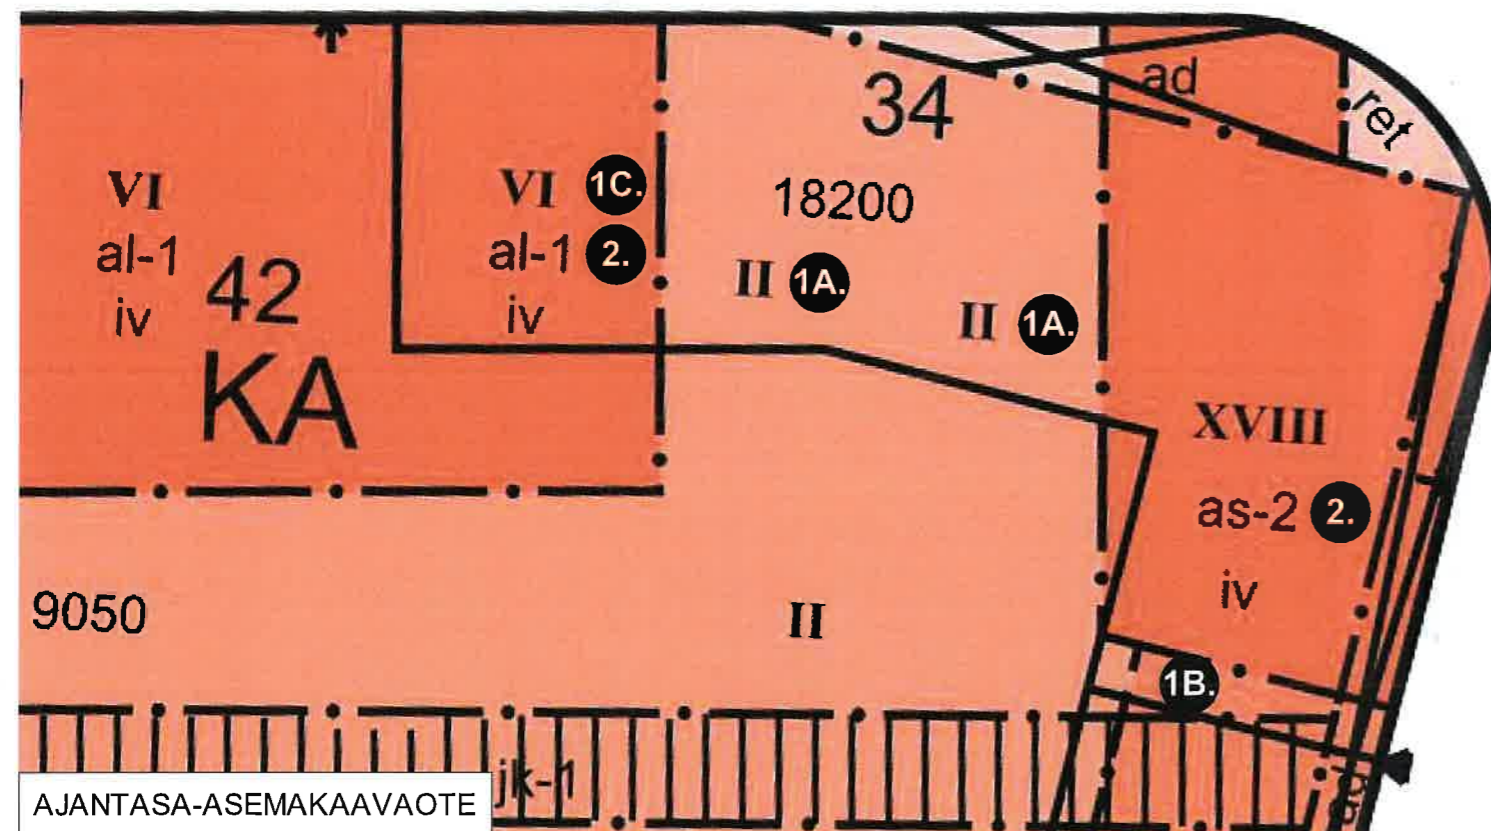 ad
ret
34
VI 1C.
VI
18200
al-1 2.
al-1
42
II 1A.
iv
iv
II 1A.
KA
XVIII
as-2 2.
iv
9050
II
1B.
jk-1
ad
AJANTASA-ASEMAKAAVAOTE